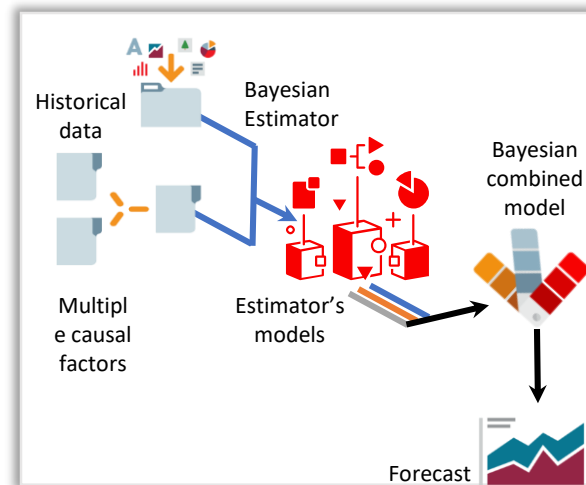 Historical
data
Bayesian
Estimator
Bayesian
combined
model
Multipl
e causal
factors
Estimator’s
models
Forecast